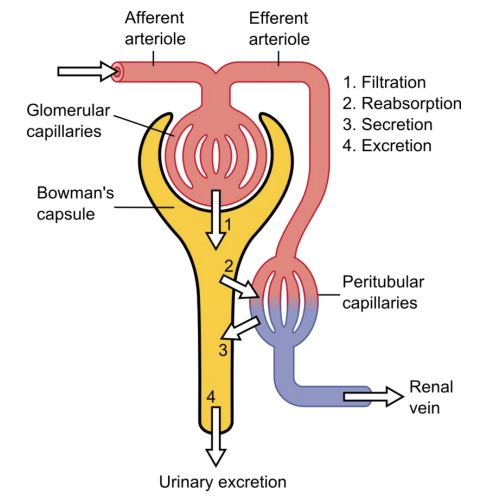 Afferent
arteriole
Efferent
arteriole
1. Filtration
2. Reabsorption
3. Secretion
4. Excretion
Glomerular
capillaries
Bowman's
capsule
1
2
Peritubular
capillaries
3
4
Renal
vein
Urinary excretion